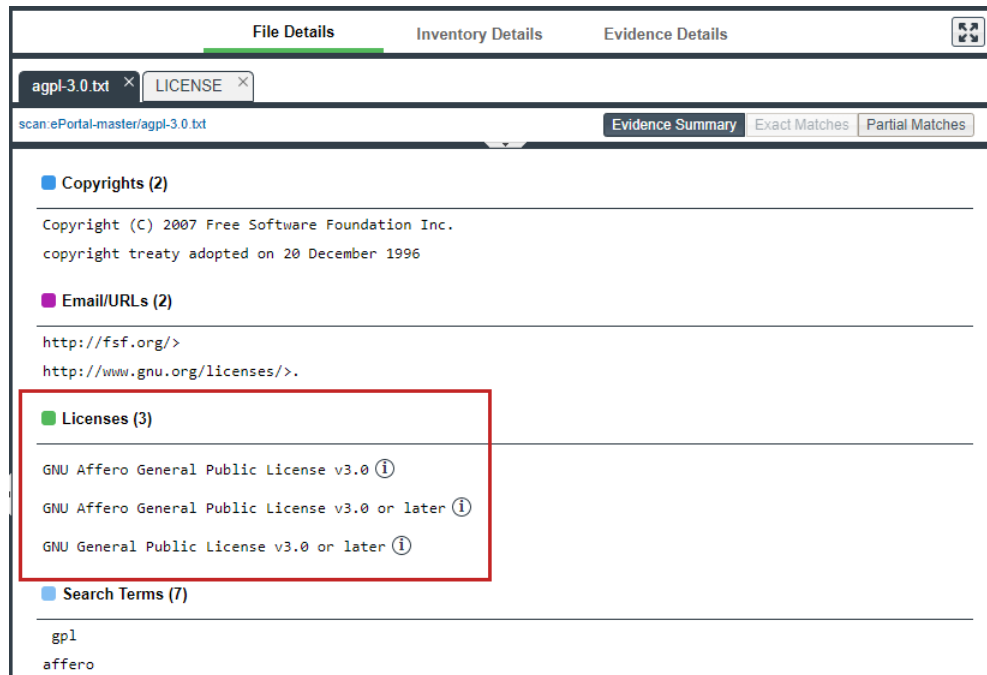 File Details Inventory Details Evidence Details
agpl-3.0.txt × LICENSE ×
scan:ePortal-master/agpl-3.0.txt Evidence Summary Exact Matches Partial Matches
Copyrights (2)
Copyright (C) 2007 Free Software Foundation Inc.
copyright treaty adopted on 20 December 1996
Email/URLs (2)
http://fsf.org/>
http://www.gnu.org/licenses/>.
Licenses (3)
GNU Affero General Public License v3.0 i
GNU Affero General Public License v3.0 or later i
GNU General Public License v3.0 or later i
Search Terms (7)
gpl
affero